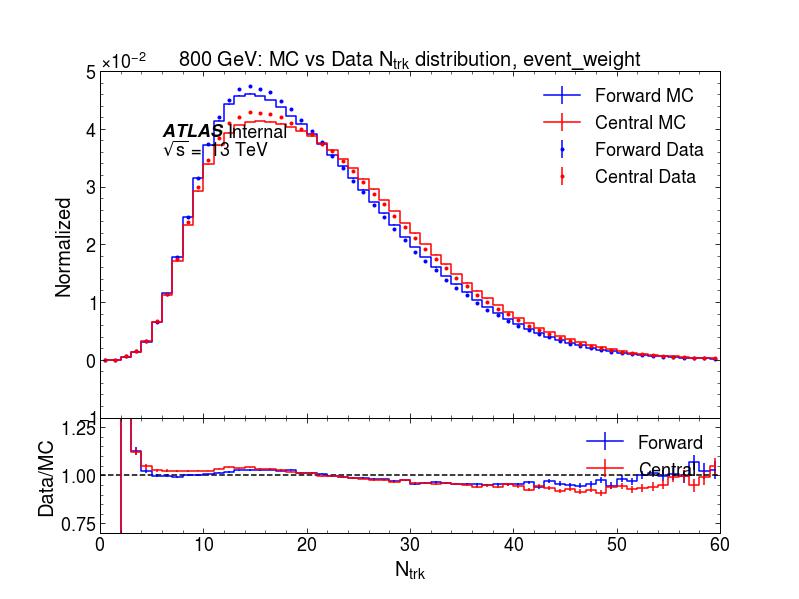 ×10⁻²
800 GeV: MC vs Data N_trk distribution, event_weight
5
4
3
2
1
0
−1
Normalized
ATLAS Internal
√s = 13 TeV
Forward MC
Central MC
Forward Data
Central Data
1.25
1.00
0.75
Data/MC
Forward
Central
0 10 20 30 40 50 60
N_trk